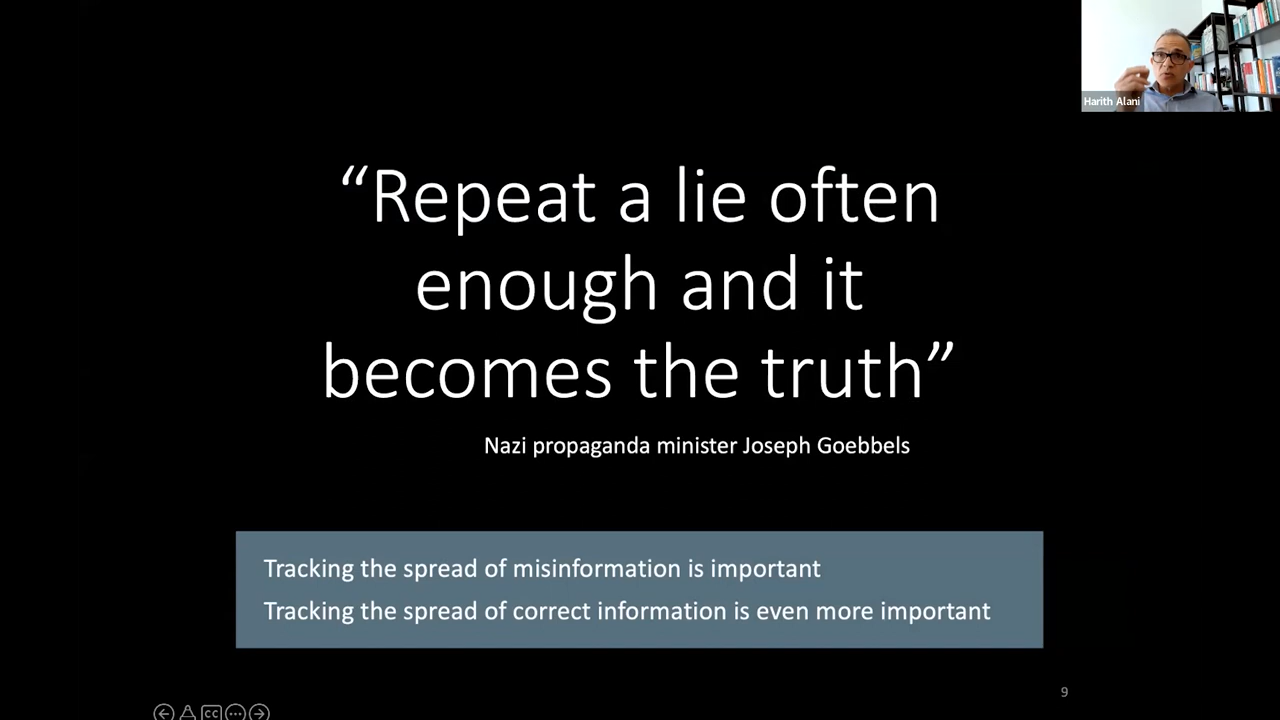 Harith Alani
“Repeat a lie often
enough and it
becomes the truth”
Nazi propaganda minister Joseph Goebbels
Tracking the spread of misinformation is important
Tracking the spread of correct information is even more important
9
CC